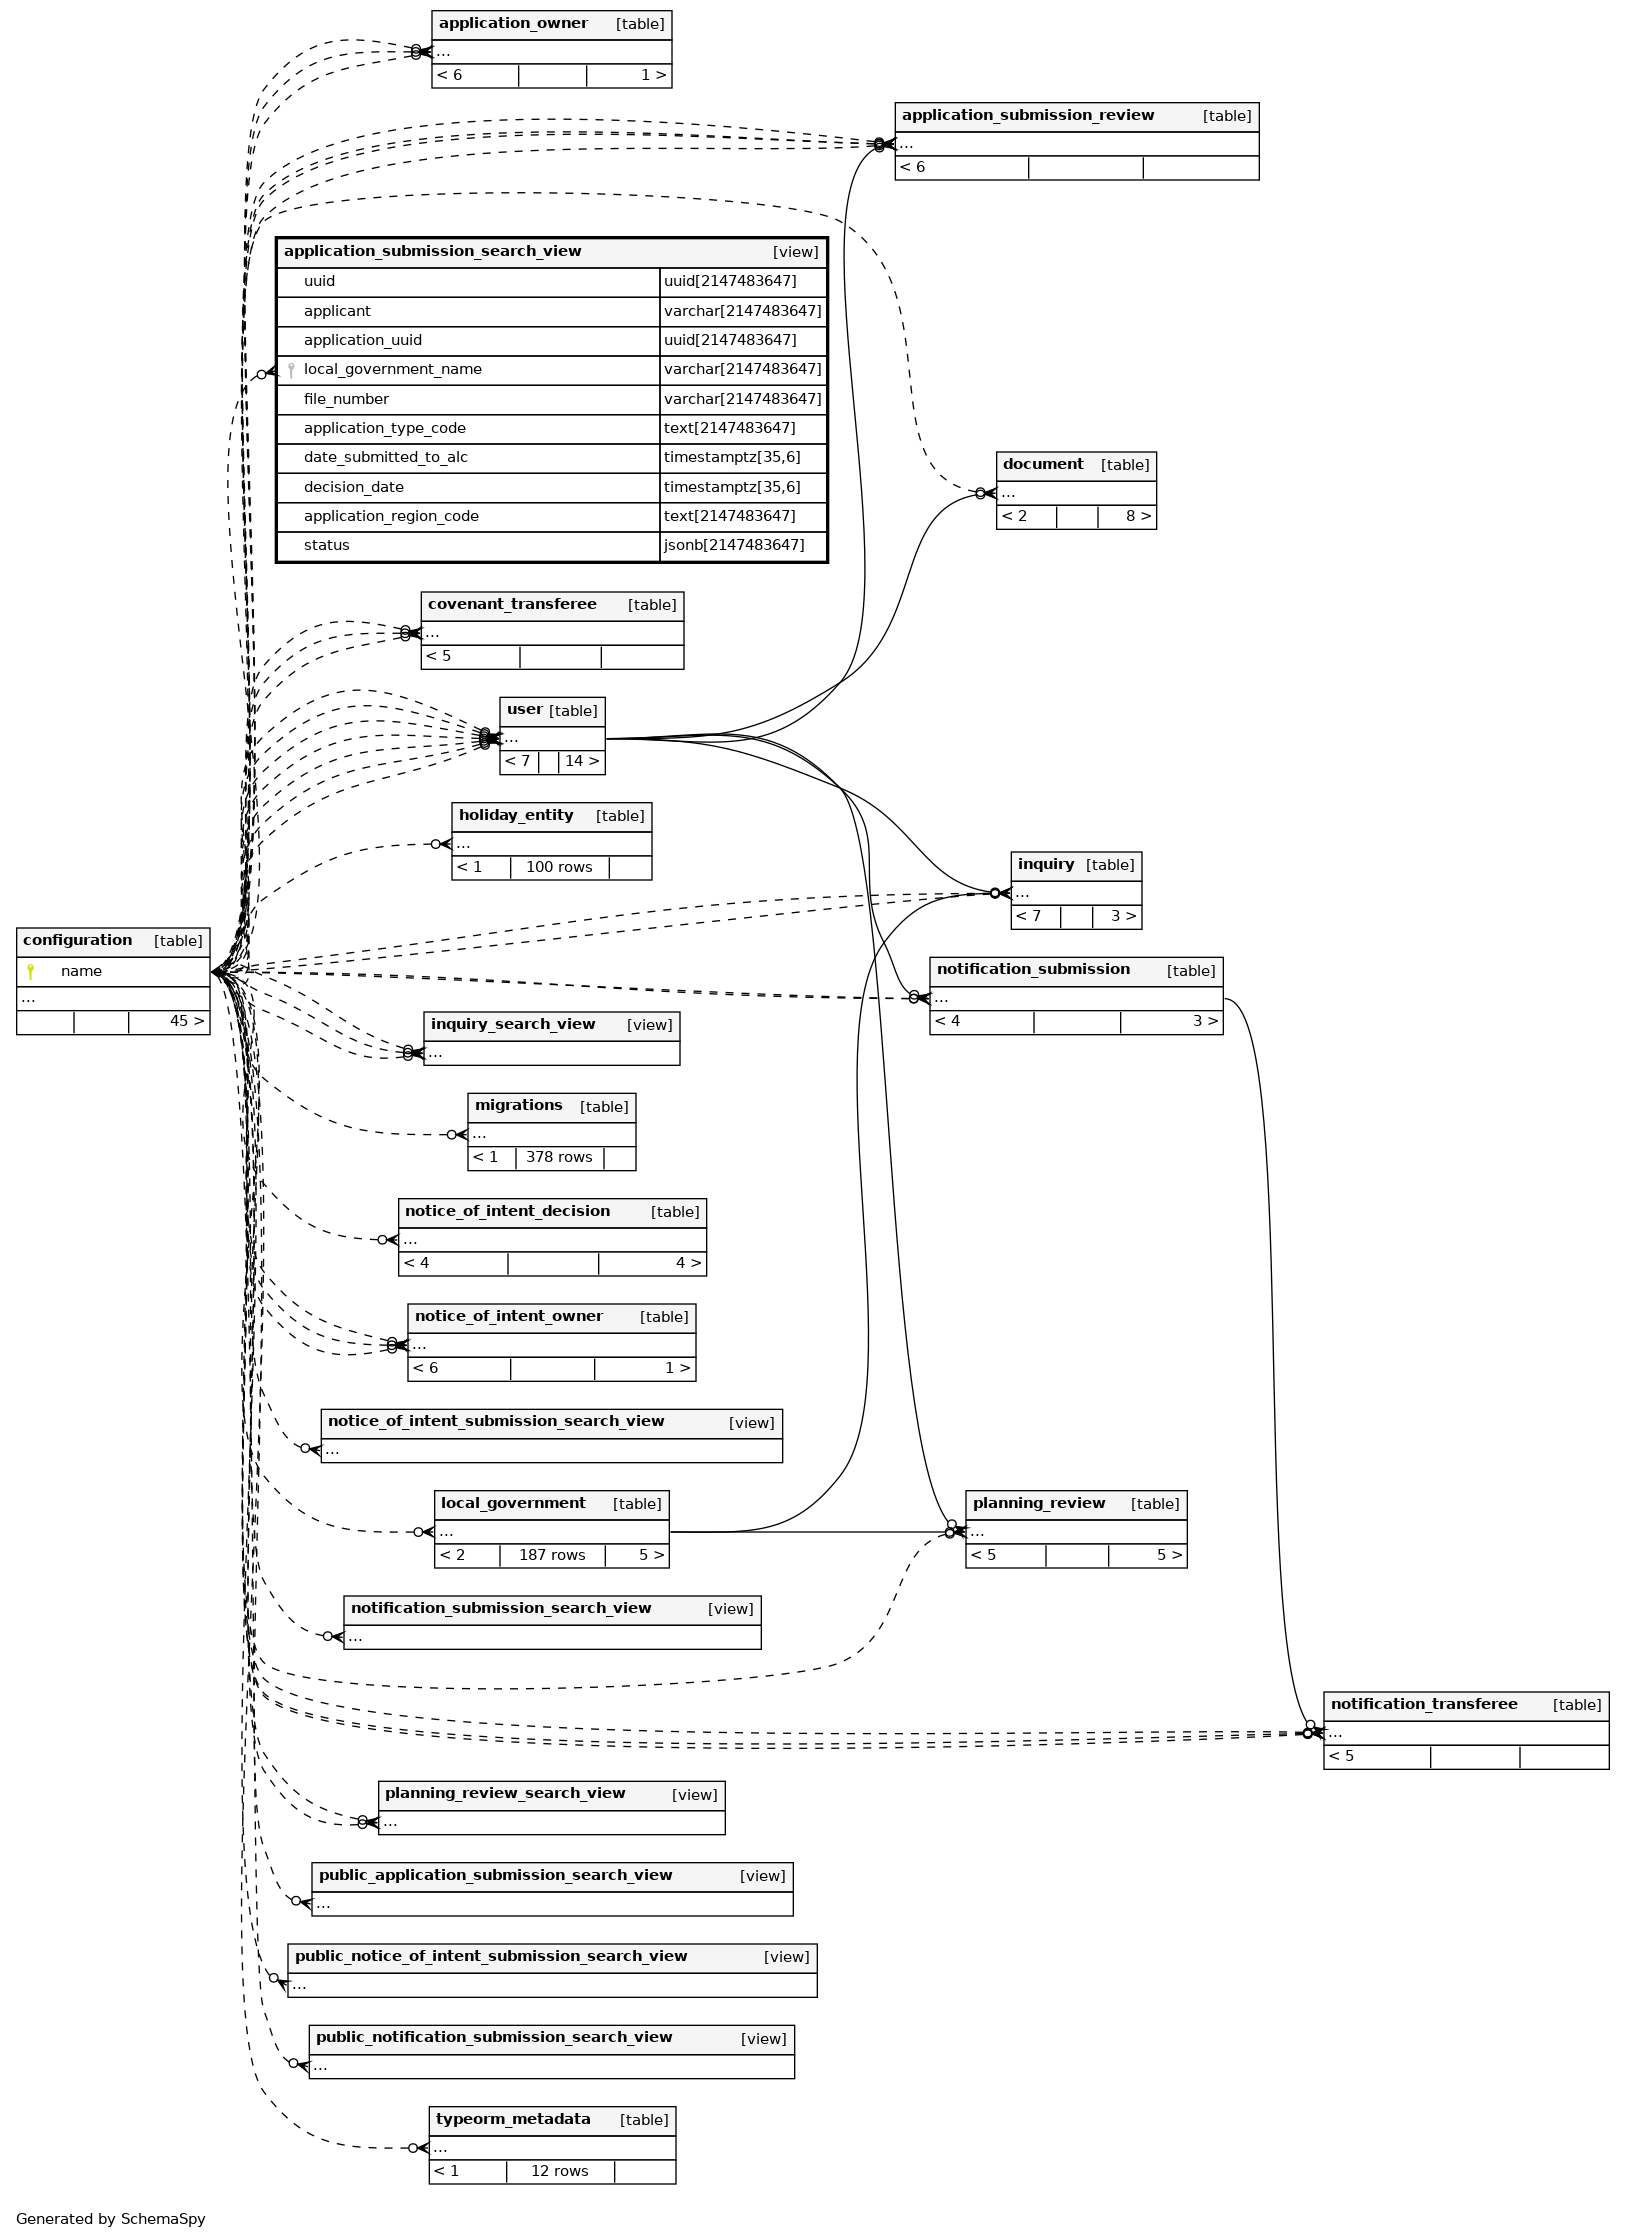 application_owner [table]
...
< 6 1 >
application_submission_review [table]
...
< 6
application_submission_search_view [view]
uuid uuid[2147483647]
applicant varchar[2147483647]
application_uuid uuid[2147483647]
local_government_name varchar[2147483647]
file_number varchar[2147483647]
application_type_code text[2147483647]
date_submitted_to_alc timestamptz[35,6]
decision_date timestamptz[35,6]
application_region_code text[2147483647]
status jsonb[2147483647]
document [table]
...
< 2 8 >
covenant_transferee [table]
...
< 5
user [table]
...
< 7 14 >
holiday_entity [table]
...
< 1 100 rows
inquiry [table]
...
< 7 3 >
configuration [table]
name
...
45 >
notification_submission [table]
...
< 4 3 >
inquiry_search_view [view]
...
migrations [table]
...
< 1 378 rows
notice_of_intent_decision [table]
...
< 4 4 >
notice_of_intent_owner [table]
...
< 6 1 >
notice_of_intent_submission_search_view [view]
...
local_government [table]
...
< 2 187 rows 5 >
planning_review [table]
...
< 5 5 >
notification_submission_search_view [view]
...
notification_transferee [table]
...
< 5
planning_review_search_view [view]
...
public_application_submission_search_view [view]
...
public_notice_of_intent_submission_search_view [view]
...
public_notification_submission_search_view [view]
...
typeorm_metadata [table]
...
< 1 12 rows
Generated by SchemaSpy